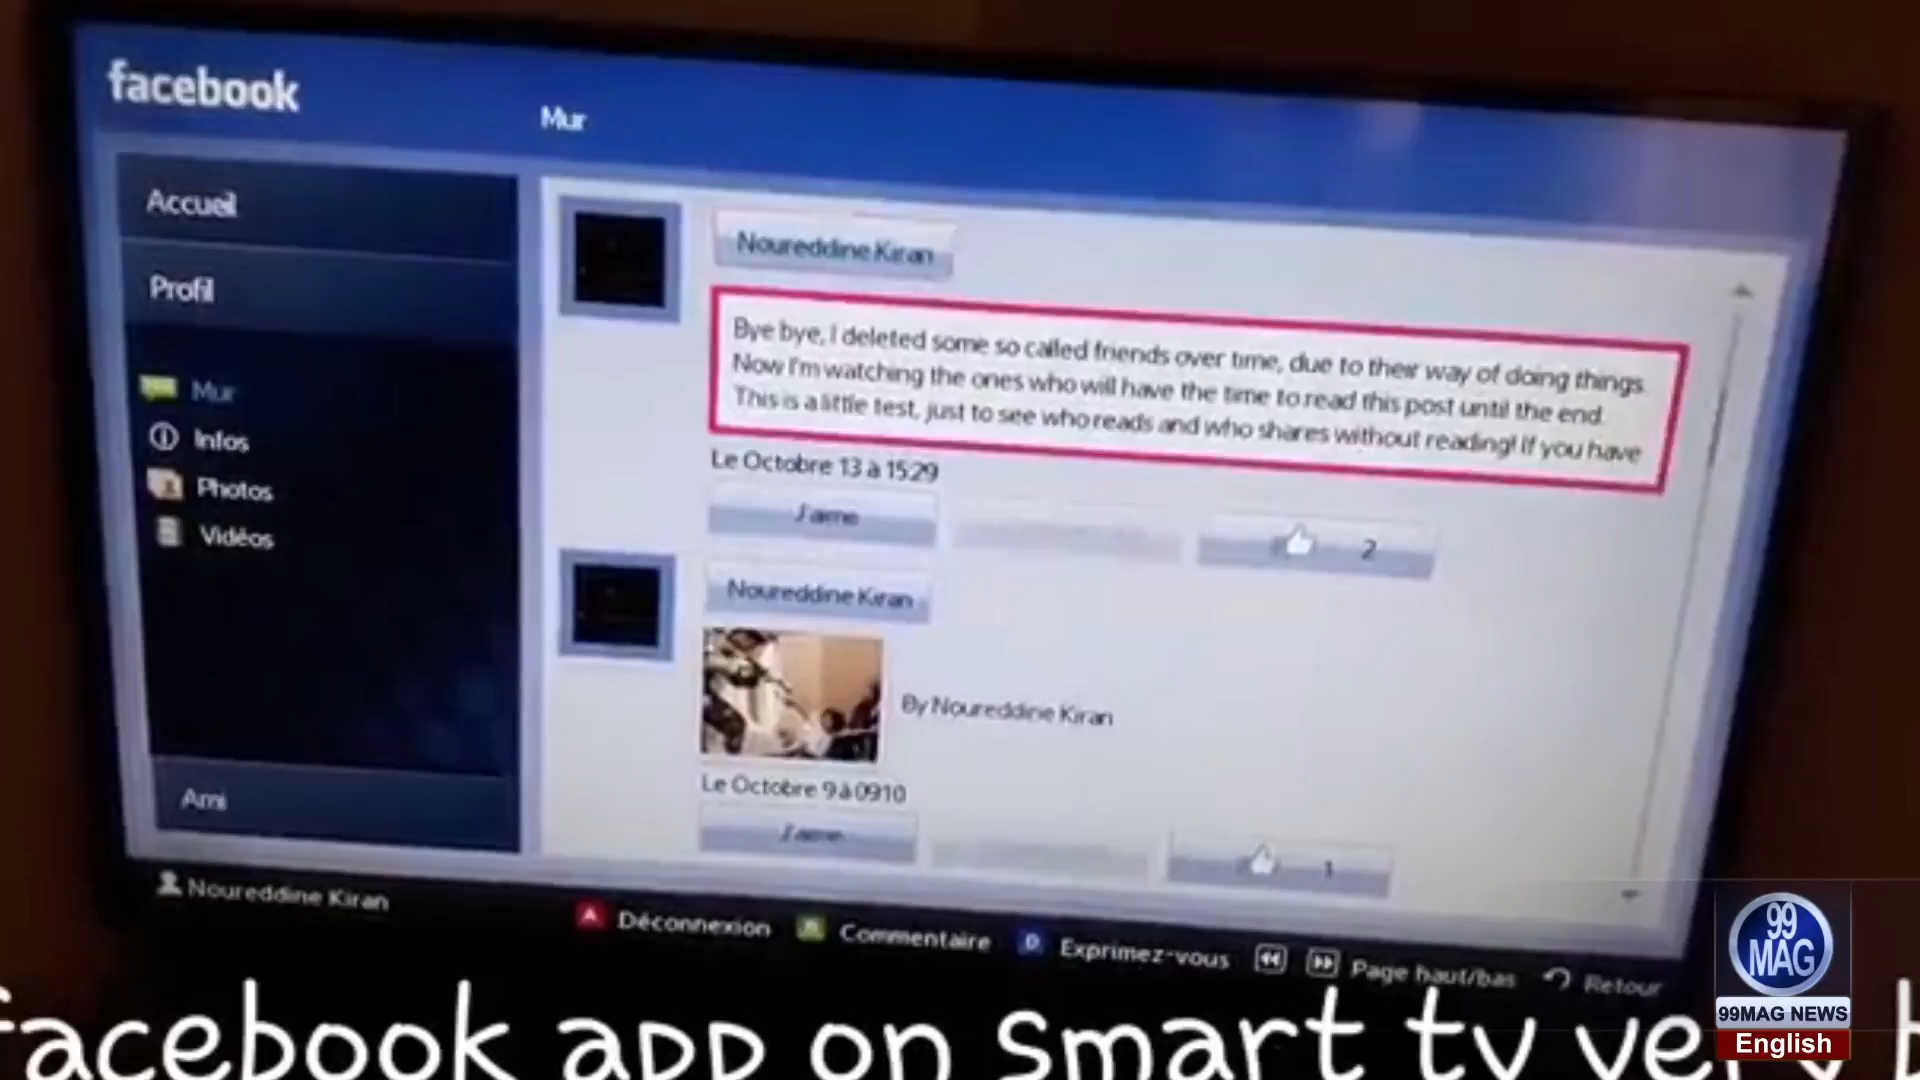 facebook
Mur
Accueil
Profil
Mur
Infos
Photos
Vidéos
Ami
Noureddine Kiran
Bye bye, I deleted some so called friends over time, due to their way of doing things.
Now I'm watching the ones who will have the time to read this post until the end.
This is a little test, just to see who reads and who shares without reading! If you have
Le Octobre 13 à 15:29
J'aime
2
Noureddine Kiran
By Noureddine Kiran
Le Octobre 9 à 09:10
J'aime
1
Noureddine Kiran
A Déconnexion
Commentaire
D Exprimez-vous
Page haut/bas
Retour
facebook app on smart tv very b
99
MAG
99MAG NEWS
English